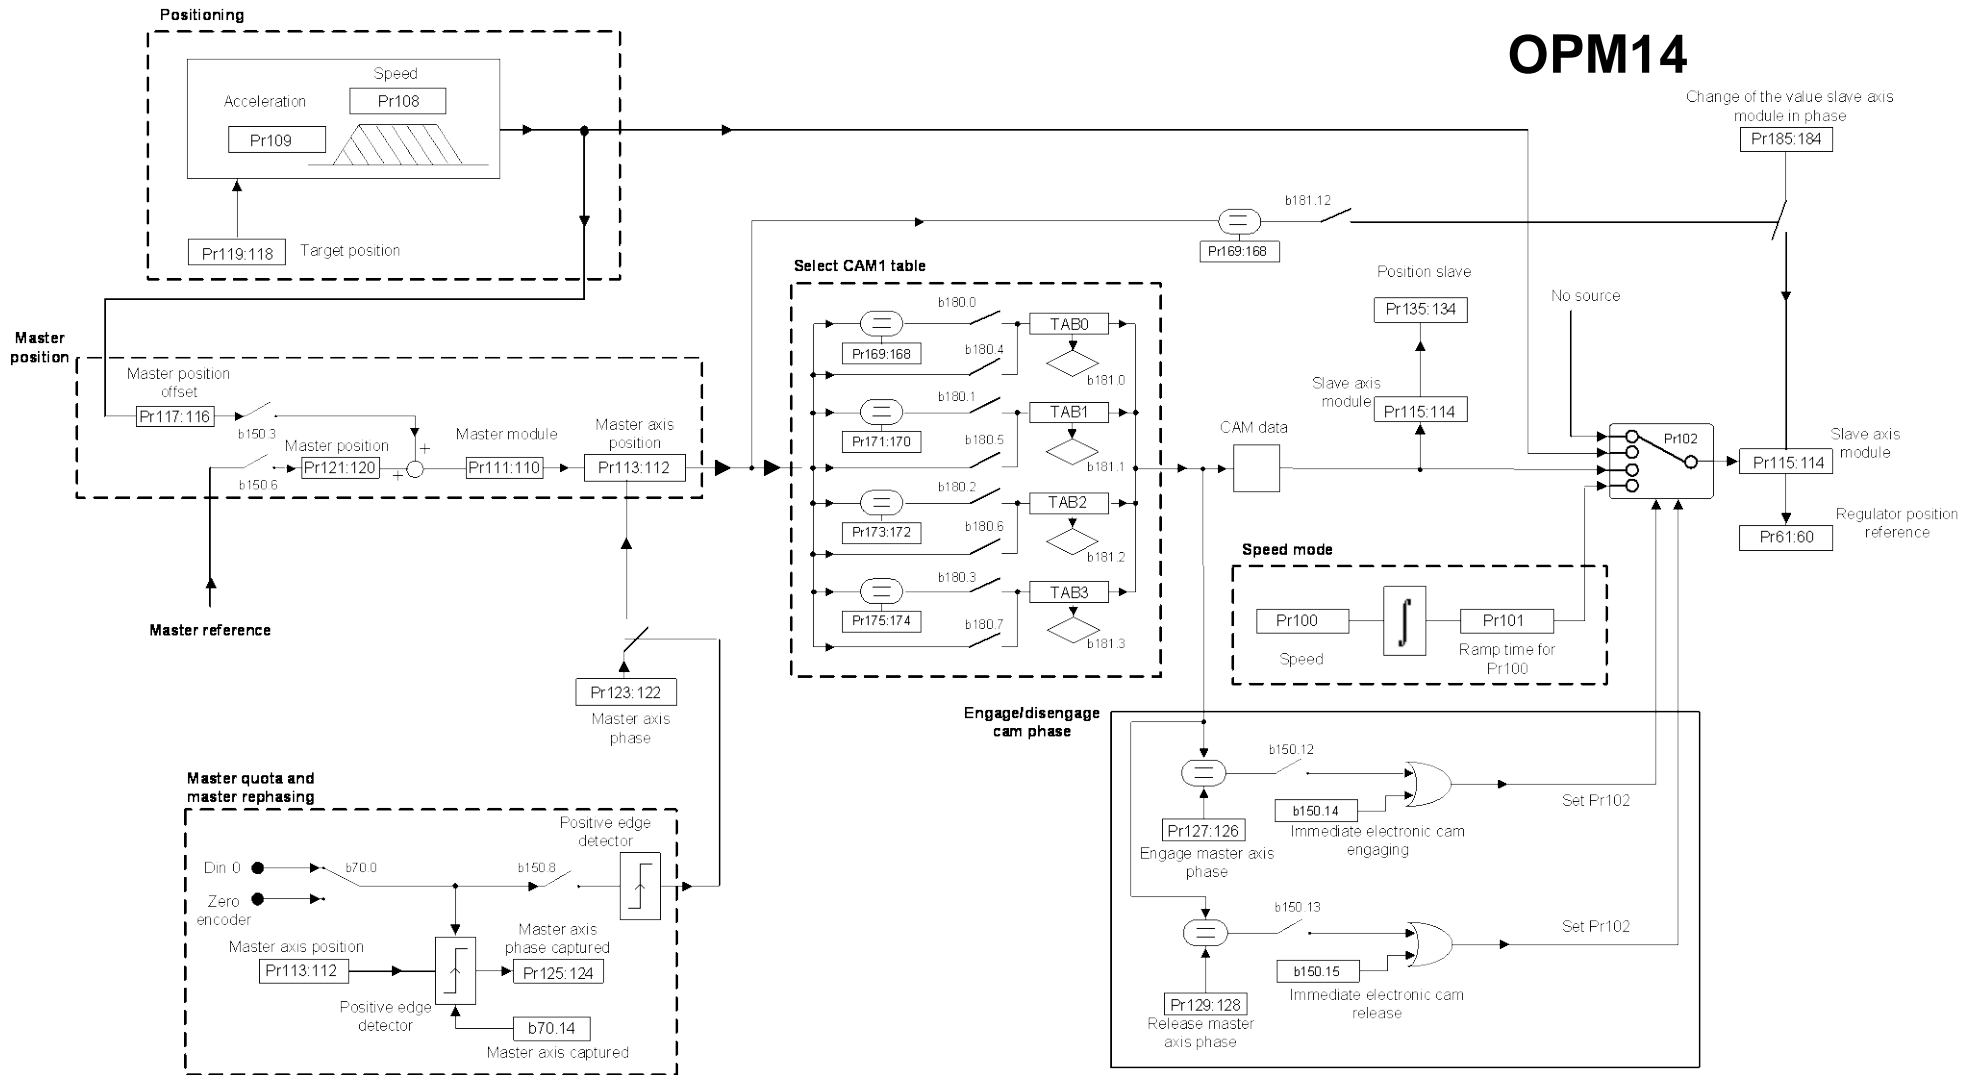 OPM14
Positioning
Speed
Pr108
Acceleration
Pr109
Pr119:118
Target position
Change of the value slave axis
module in phase
Pr185:184
b181.12
Pr169:168
Select CAM1 table
b180.0
TAB0
Pr169:168
b180.4
b181.0
b180.1
TAB1
Pr171:170
b180.5
b181.1
b180.2
TAB2
Pr173:172
b180.6
b181.2
b180.3
TAB3
Pr175:174
b180.7
b181.3
Position slave
Pr135:134
Slave axis
module
Pr115:114
No source
CAM data
Pr102
Pr115:114
Slave axis
module
Regulator position
reference
Pr61:60
Master
position
Master position
offset
Pr117:116
b150.3
Master position
Pr121:120
+
+
b150.6
Master module
Pr111:110
Master axis
position
Pr113:112
Master reference
Pr123:122
Master axis
phase
Speed mode
Pr100
Speed
∫
Pr101
Ramp time for
Pr100
Engage/disengage
cam phase
b150.12
b150.14
Immediate electronic cam
engaging
Set Pr102
Pr127:126
Engage master axis
phase
b150.13
b150.15
Immediate electronic cam
release
Set Pr102
Pr129:128
Release master
axis phase
Master quota and
master rephasing
Positive edge
detector
Din 0
b70.0
b150.8
Zero
encoder
Master axis position
Pr113:112
Master axis
phase captured
Pr125:124
Positive edge
detector
b70.14
Master axis captured